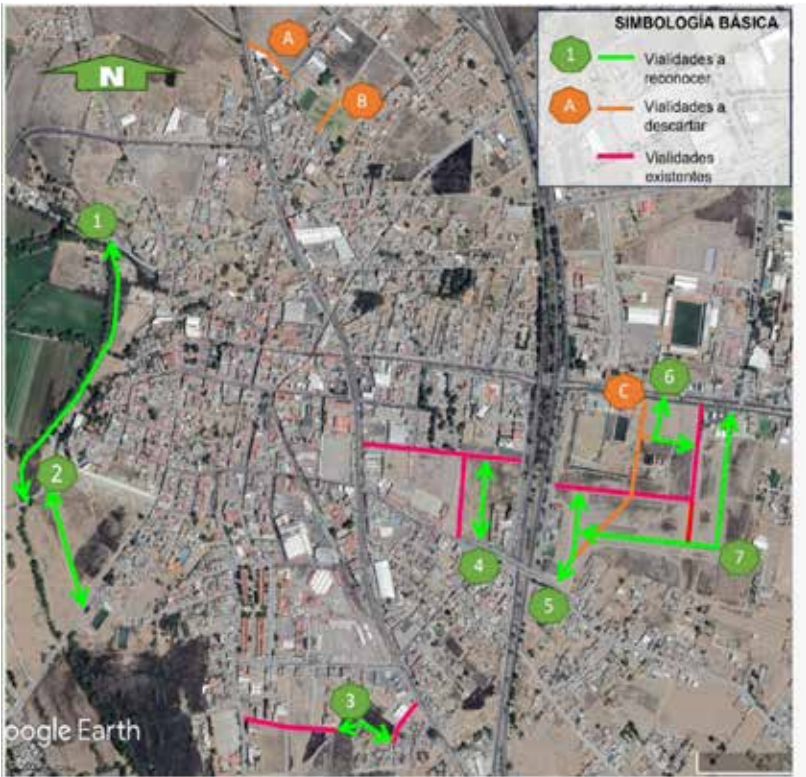 SIMBOLOGÍA BÁSICA
1 Vialidades a
reconocer
A Vialidades a
descartar
Vialidades
existentes
N
A
B
1
6
C
2
4
7
5
3
oogle Earth